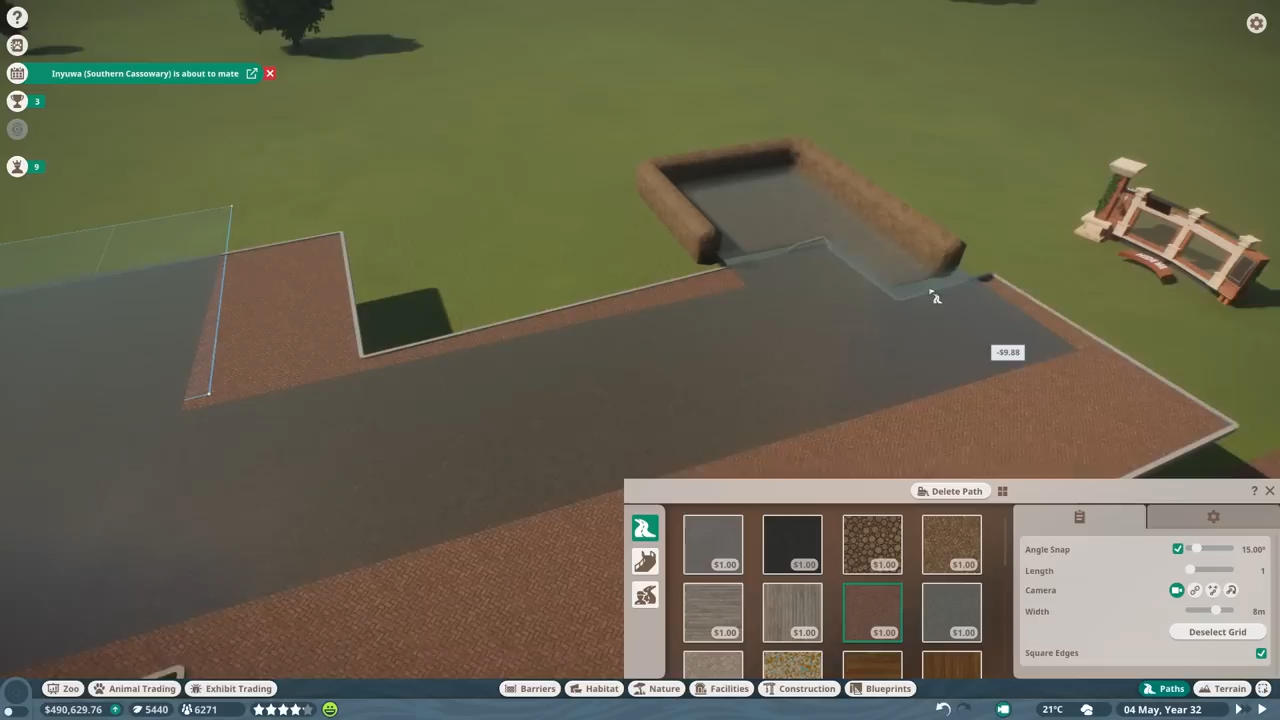 ?
Inyuwa (Southern Cassowary) is about to mate
3
9
-$9.88
Delete Path
? 
$1.00 $1.00 $1.00 $1.00
$1.00 $1.00 $1.00 $1.00
Angle Snap 15.00°
Length 1
Camera
Width 8m
Deselect Grid
Square Edges
Zoo Animal Trading Exhibit Trading Barriers Habitat Nature Facilities Construction Blueprints Paths Terrain
$490,629.76 5440 6271 21°C 04 May, Year 32